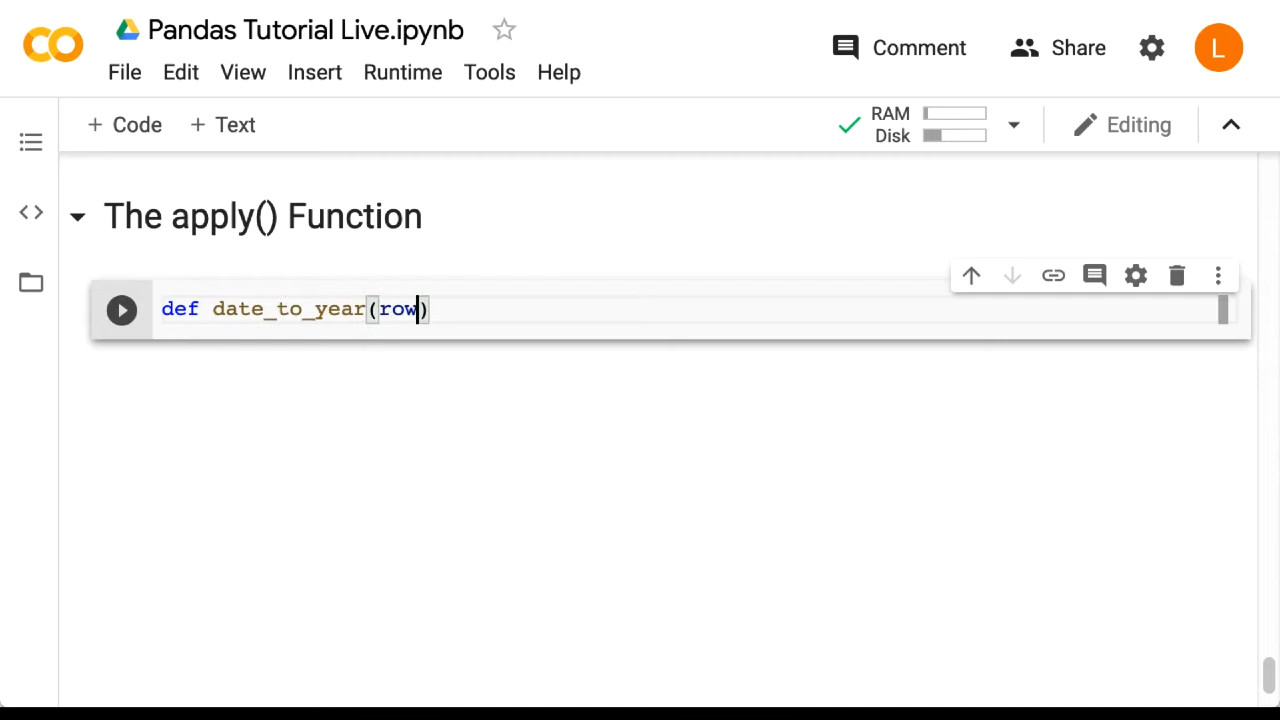 Pandas Tutorial Live.ipynb
File Edit View Insert Runtime Tools Help
Comment
Share
L
+ Code + Text
RAM
Disk
Editing
The apply() Function
def date_to_year(row)